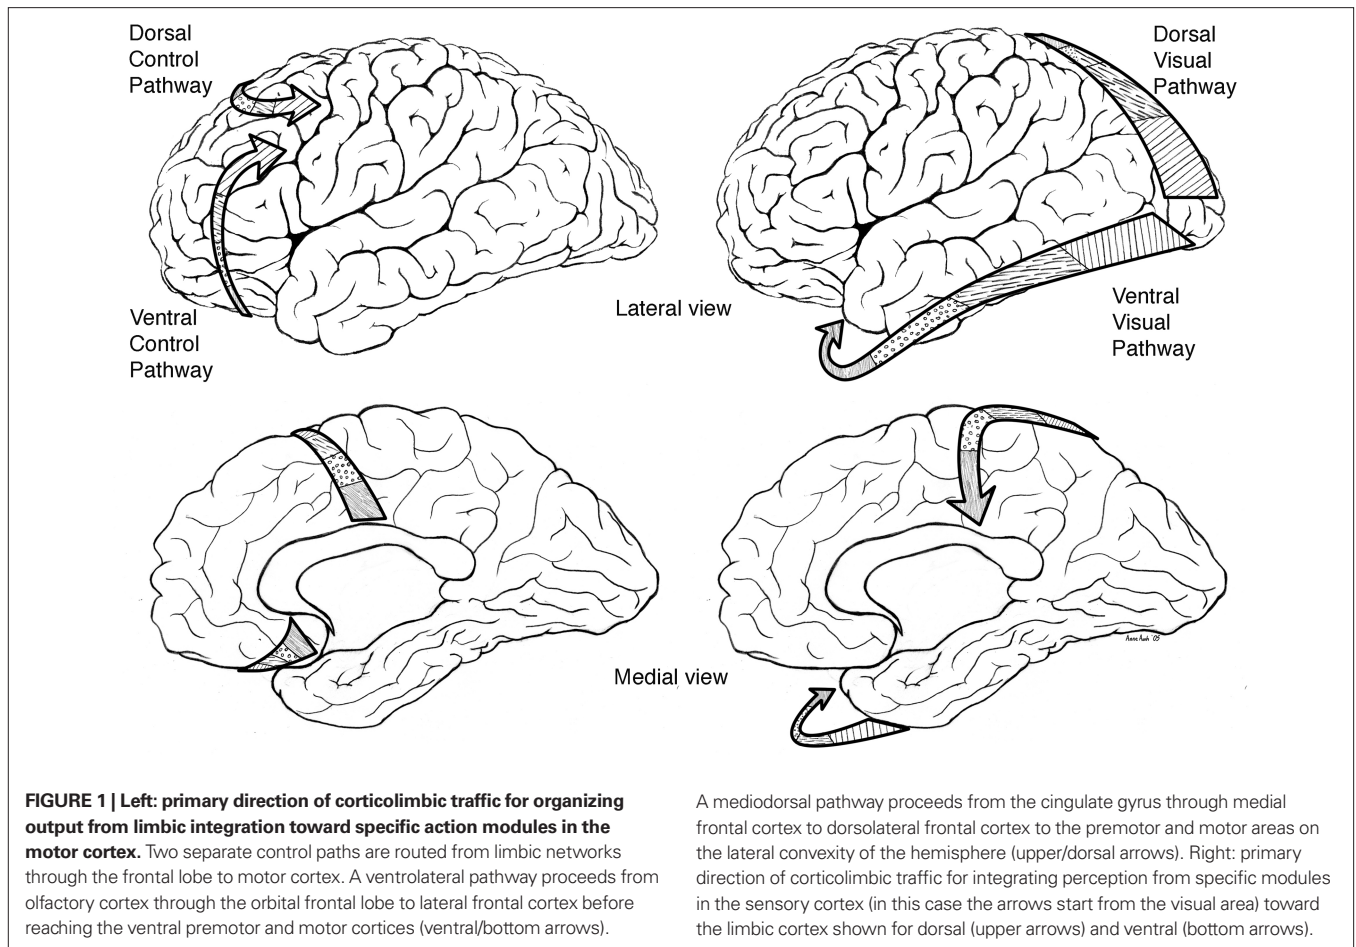 Dorsal
Control
Pathway
Dorsal
Visual
Pathway
Ventral
Control
Pathway
Lateral view
Ventral
Visual
Pathway
Medial view
FIGURE 1 | Left: primary direction of corticolimbic traffic for organizing
output from limbic integration toward specific action modules in the
motor cortex. Two separate control paths are routed from limbic networks
through the frontal lobe to motor cortex. A ventrolateral pathway proceeds from
olfactory cortex through the orbital frontal lobe to lateral frontal cortex before
reaching the ventral premotor and motor cortices (ventral/bottom arrows).
A mediodorsal pathway proceeds from the cingulate gyrus through medial
frontal cortex to dorsolateral frontal cortex to the premotor and motor areas on
the lateral convexity of the hemisphere (upper/dorsal arrows). Right: primary
direction of corticolimbic traffic for integrating perception from specific modules
in the sensory cortex (in this case the arrows start from the visual area) toward
the limbic cortex shown for dorsal (upper arrows) and ventral (bottom arrows).